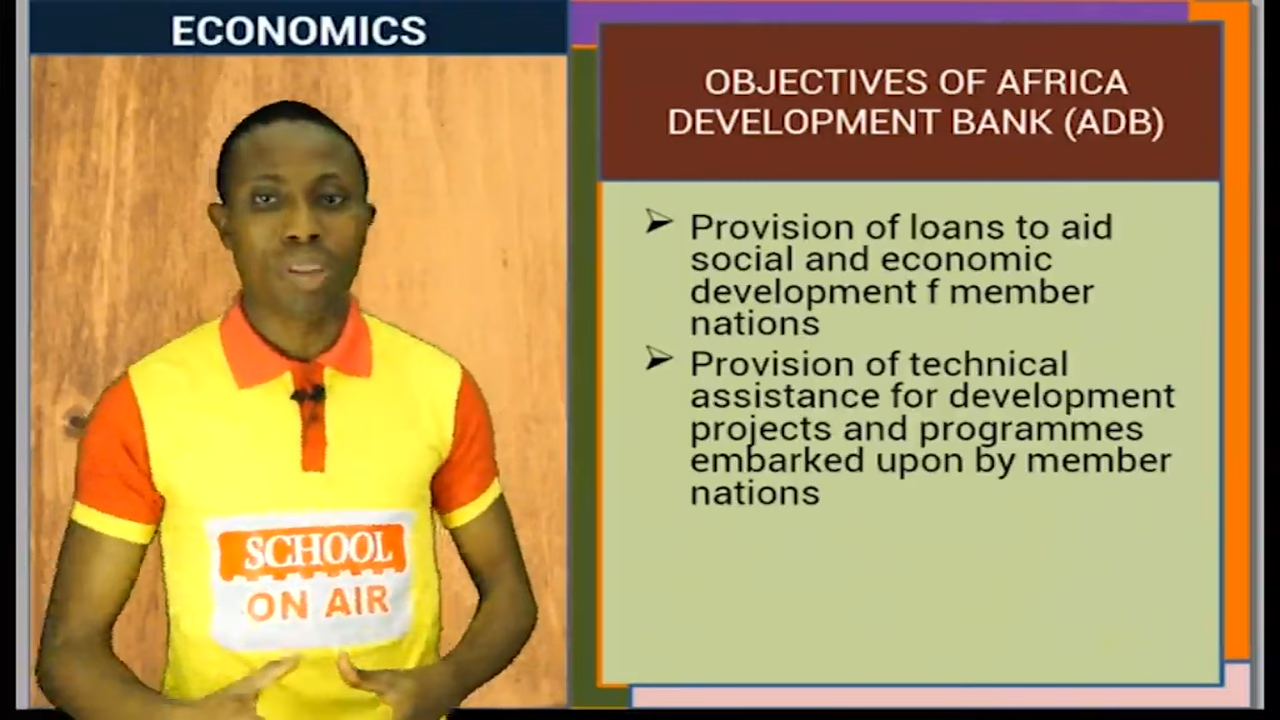 ECONOMICS
OBJECTIVES OF AFRICA
DEVELOPMENT BANK (ADB)
Provision of loans to aid
social and economic
development f member
nations
Provision of technical
assistance for development
projects and programmes
embarked upon by member
nations
SCHOOL
ON AIR